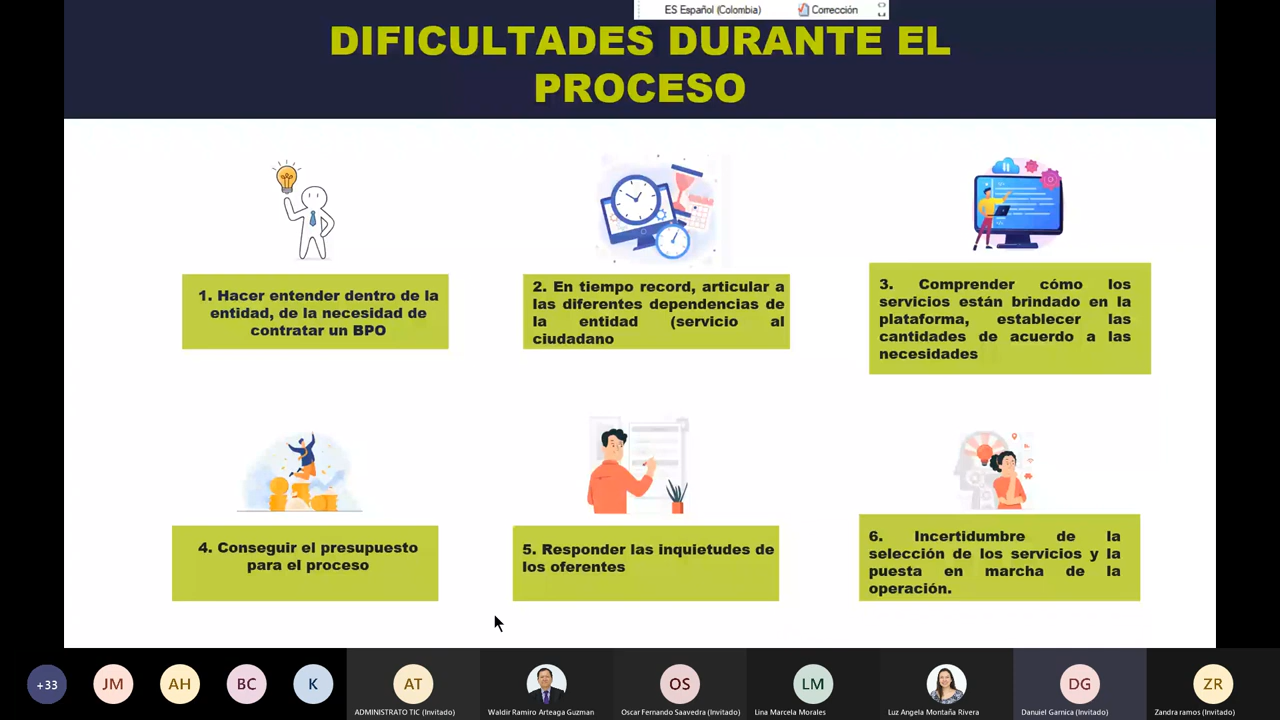 ES Español (Colombia)
Corrección
DIFICULTADES DURANTE EL
PROCESO
1. Hacer entender dentro de la
entidad, de la necesidad de
contratar un BPO
2. En tiempo record, articular a
las diferentes dependencias de
la entidad (servicio al
ciudadano
3. Comprender cómo los
servicios están brindado en la
plataforma, establecer las
cantidades de acuerdo a las
necesidades
4. Conseguir el presupuesto
para el proceso
5. Responder las inquietudes de
los oferentes
6. Incertidumbre de la
selección de los servicios y la
puesta en marcha de la
operación.
+33
JM
AH
BC
K
AT
OS
LM
DG
ZR
ADMINISTRATO TIC (Invitado)
Waldir Ramiro Arteaga Guzman
Oscar Fernando Saavedra (Invitado)
Lina Marcela Morales
Luz Angela Montaña Rivera
Danuiel Garnica (Invitado)
Zandra ramos (Invitado)